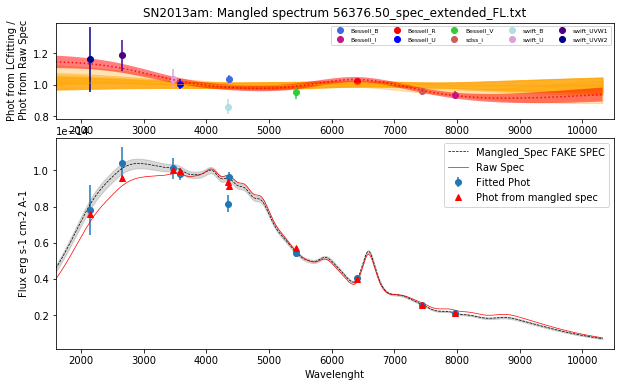 SN2013am: Mangled spectrum 56376.50_spec_extended_FL.txt
Phot from LCfitting /
Phot from Raw Spec
1.2
1.0
0.8
Bessell_B
Bessell_I
Bessell_R
Bessell_U
Bessell_V
sdss_i
swift_B
swift_U
swift_UVW1
swift_UVW2
2000 3000 4000 5000 6000 7000 8000 9000 10000
Flux erg s-1 cm-2 A-1
1.0
0.8
0.6
0.4
0.2
Mangled_Spec FAKE SPEC
Raw Spec
Fitted Phot
Phot from mangled spec
2000 3000 4000 5000 6000 7000 8000 9000 10000
Wavelenght